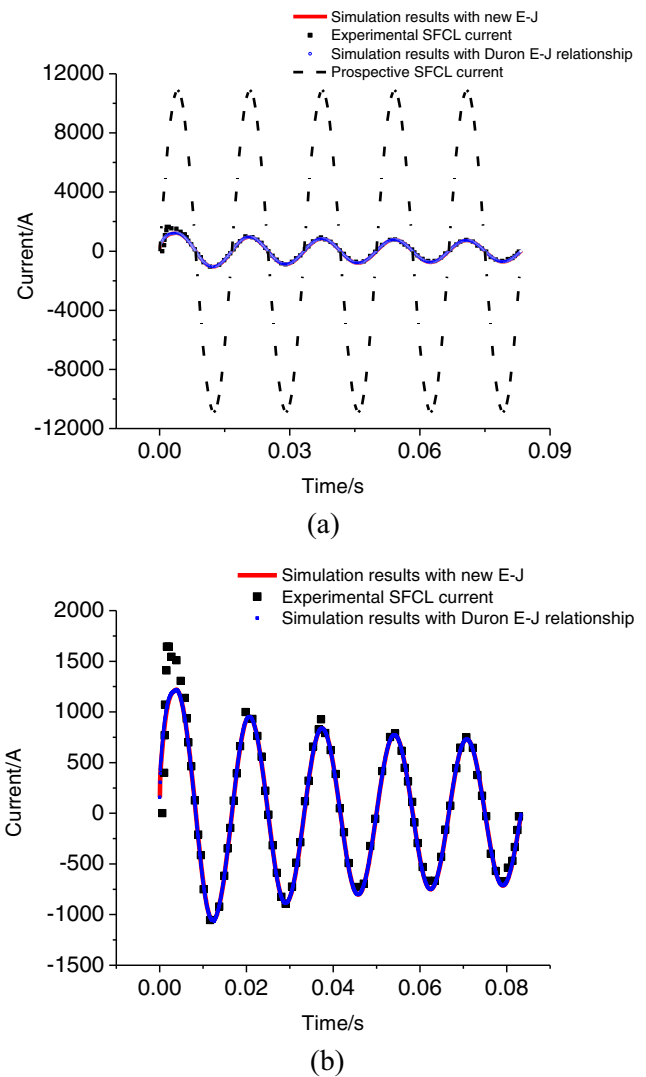 Simulation results with new E-J
Experimental SFCL current
Simulation results with Duron E-J relationship
Prospective SFCL current
12000
8000
4000
0
-4000
-8000
-12000
Current/A
0.00 0.03 0.06 0.09
Time/s
(a)
Simulation results with new E-J
Experimental SFCL current
Simulation results with Duron E-J relationship
2000
1500
1000
500
0
-500
-1000
-1500
Current/A
0.00 0.02 0.04 0.06 0.08
Time/s
(b)